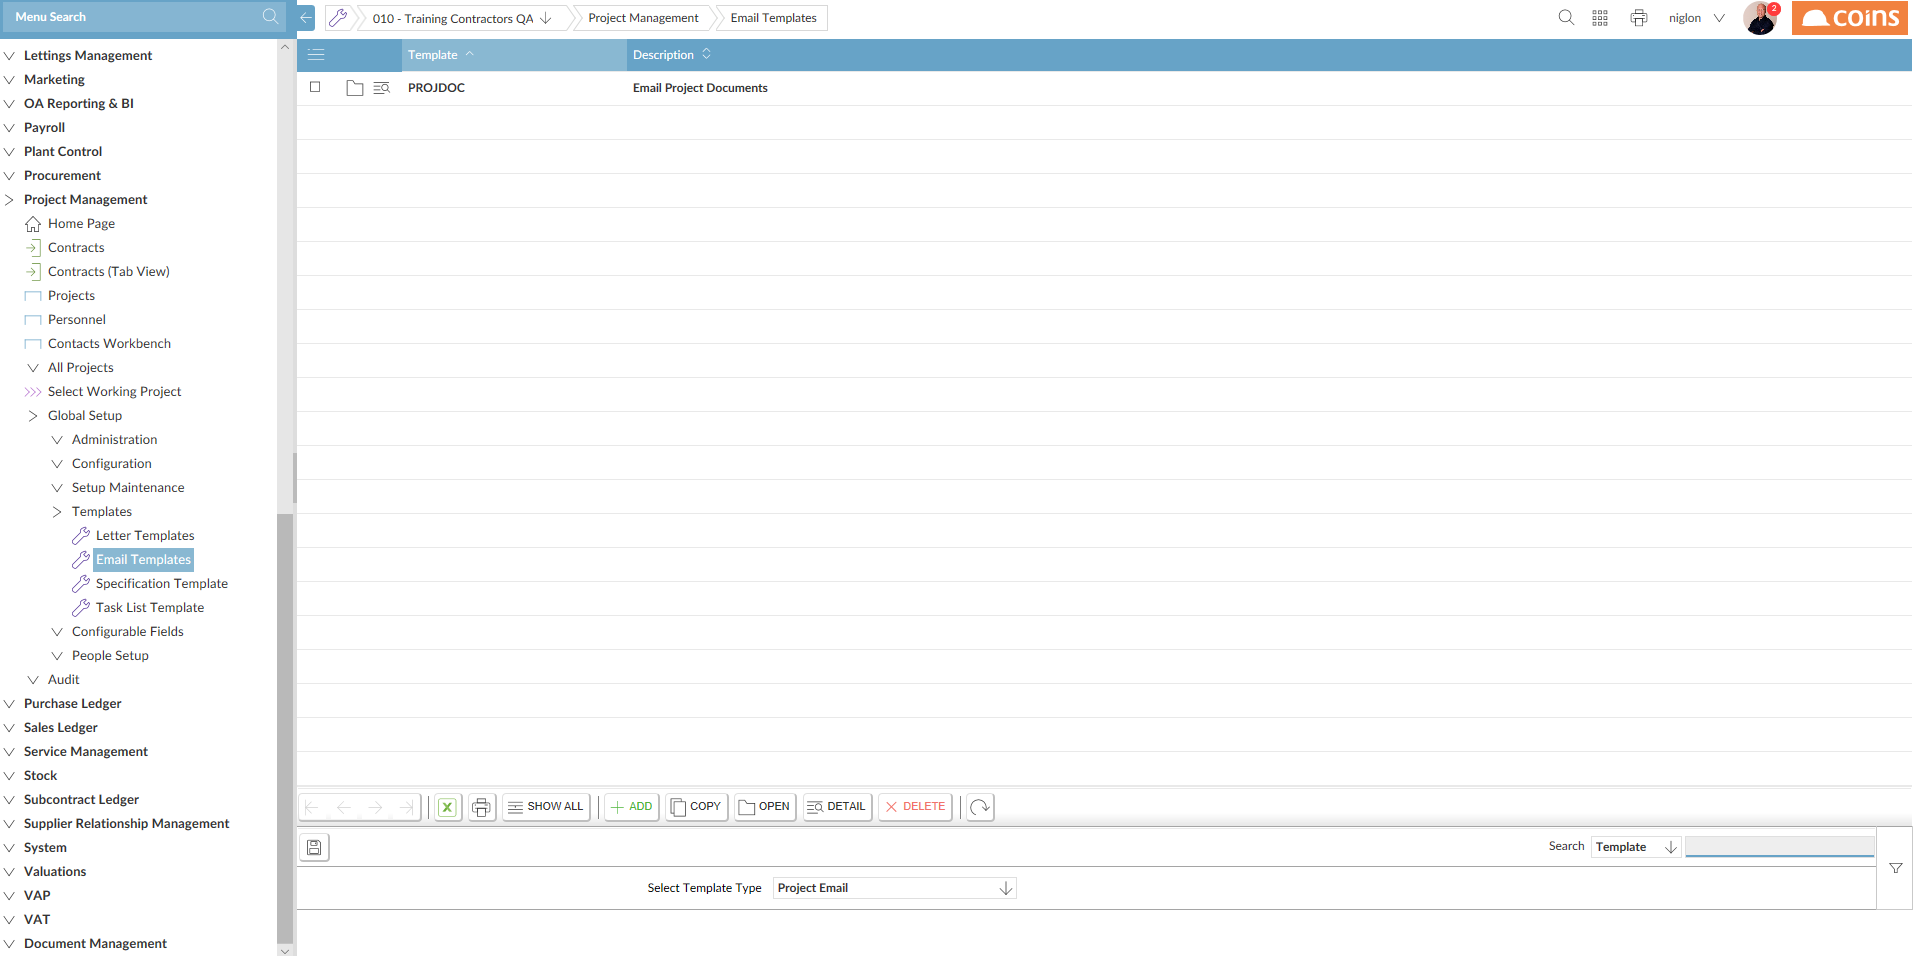 Menu Search
010 - Training Contractors QA
Project Management
Email Templates
niglon
2
coins
Lettings Management
Marketing
OA Reporting & BI
Payroll
Plant Control
Procurement
Project Management
Home Page
Contracts
Contracts (Tab View)
Projects
Personnel
Contacts Workbench
All Projects
Select Working Project
Global Setup
Administration
Configuration
Setup Maintenance
Templates
Letter Templates
Email Templates
Specification Template
Task List Template
Configurable Fields
People Setup
Audit
Purchase Ledger
Sales Ledger
Service Management
Stock
Subcontract Ledger
Supplier Relationship Management
System
Valuations
VAP
VAT
Document Management
Template Description
PROJDOC Email Project Documents
SHOW ALL ADD COPY OPEN DETAIL DELETE
Search Template
Select Template Type Project Email